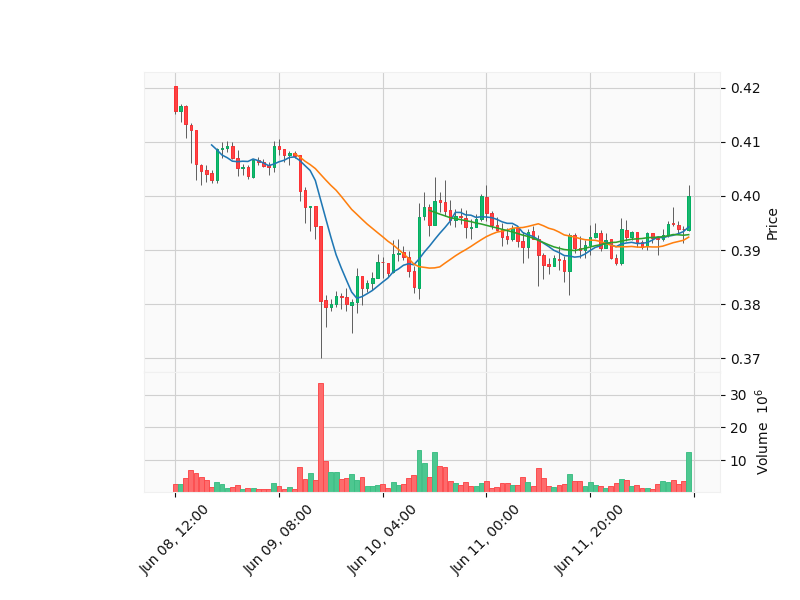 0.42
0.41
0.40
0.39
0.38
0.37
Price
30
20
10
Volume 10^6
Jun 08, 12:00
Jun 09, 08:00
Jun 10, 04:00
Jun 11, 00:00
Jun 11, 20:00